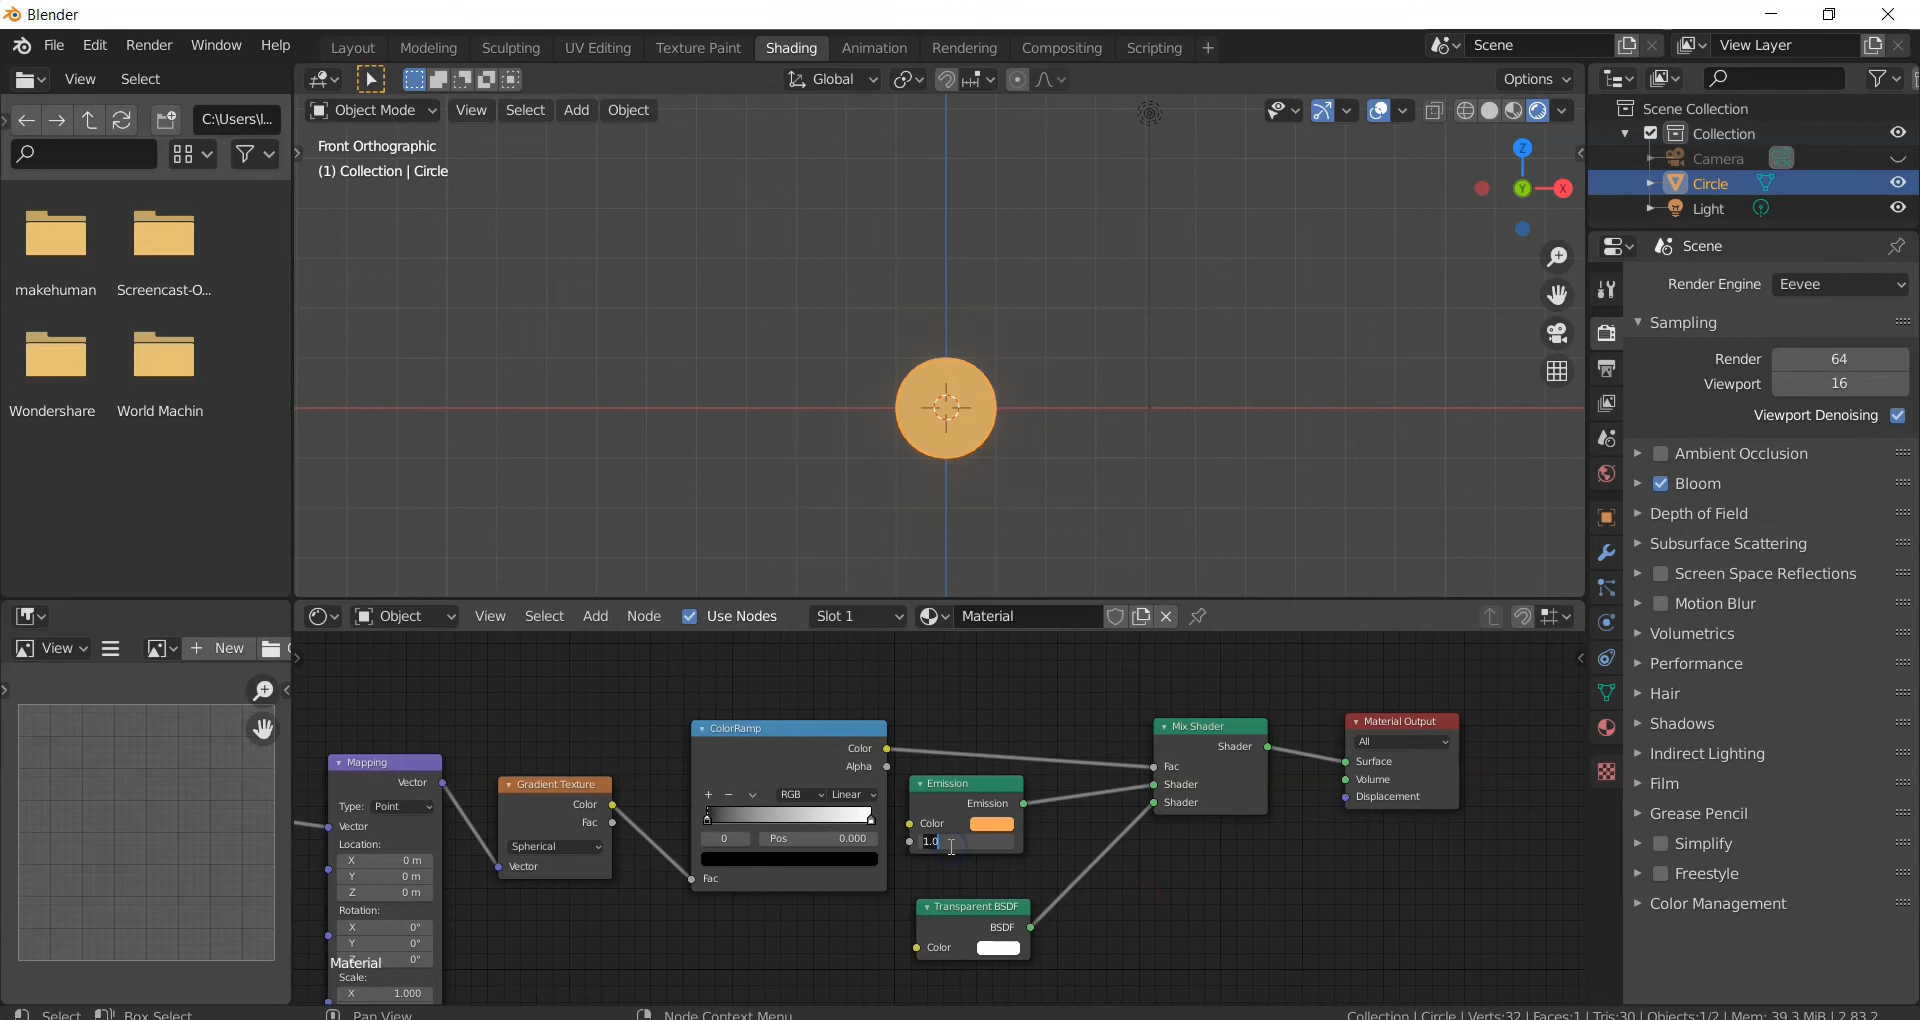 Blender
File Edit Render Window Help
Layout Modeling Sculpting UV Editing Texture Paint Shading Animation Rendering Compositing Scripting +
Scene
View Layer
View Select
Global
Options
C:\Users\l...
Object Mode View Select Add Object
Front Orthographic
(1) Collection | Circle
Z
Y
X
makehuman
Screencast-O...
Wondershare
World Machin
Scene Collection
Collection
Camera
Circle
Light
Scene
Render Engine Eevee
Sampling
Render 64
Viewport 16
Viewport Denoising
Ambient Occlusion
Bloom
Depth of Field
Subsurface Scattering
Screen Space Reflections
Motion Blur
Volumetrics
Performance
Hair
Shadows
Indirect Lighting
Film
Grease Pencil
Simplify
Freestyle
Color Management
Object View Select Add Node Use Nodes Slot 1 Material
View
+ New
Mapping
Vector
Type: Point
Vector
Location:
X 0 m
Y 0 m
Z 0 m
Rotation:
X 0°
Y 0°
Z 0°
Scale:
X 1.000
Material
Gradient Texture
Color
Fac
Spherical
Vector
ColorRamp
Color
Alpha
+ − RGB Linear
0 Pos 0.000
Fac
Emission
Emission
Color
1.0
Transparent BSDF
BSDF
Color
Mix Shader
Shader
Fac
Shader
Shader
Material Output
All
Surface
Volume
Displacement
Select Box Select Pan View Node Context Menu
Collection | Circle | Verts:32 | Faces:1 | Tris:30 | Objects:1/2 | Mem: 39.3 MiB | 2.83.2